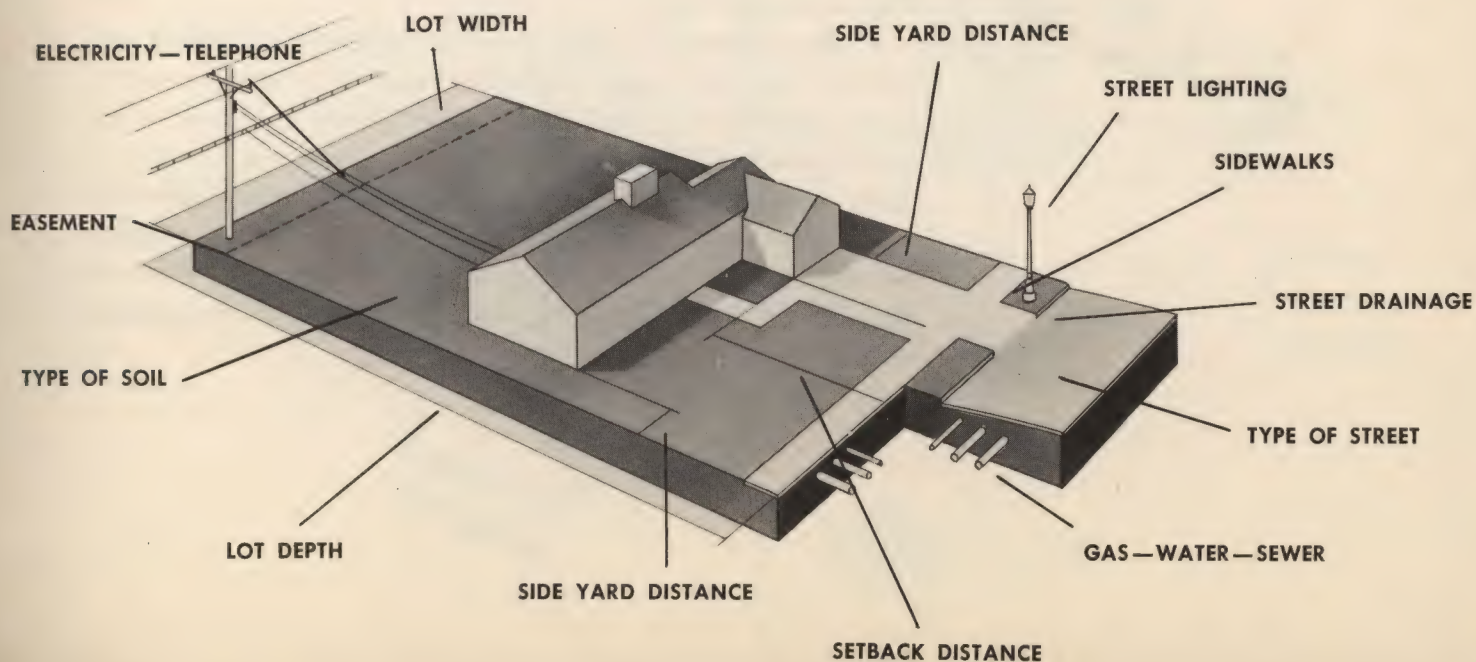 LOT WIDTH
SIDE YARD DISTANCE
ELECTRICITY—TELEPHONE
STREET LIGHTING
SIDEWALKS
EASEMENT
STREET DRAINAGE
TYPE OF SOIL
TYPE OF STREET
LOT DEPTH
GAS—WATER—SEWER
SIDE YARD DISTANCE
SETBACK DISTANCE